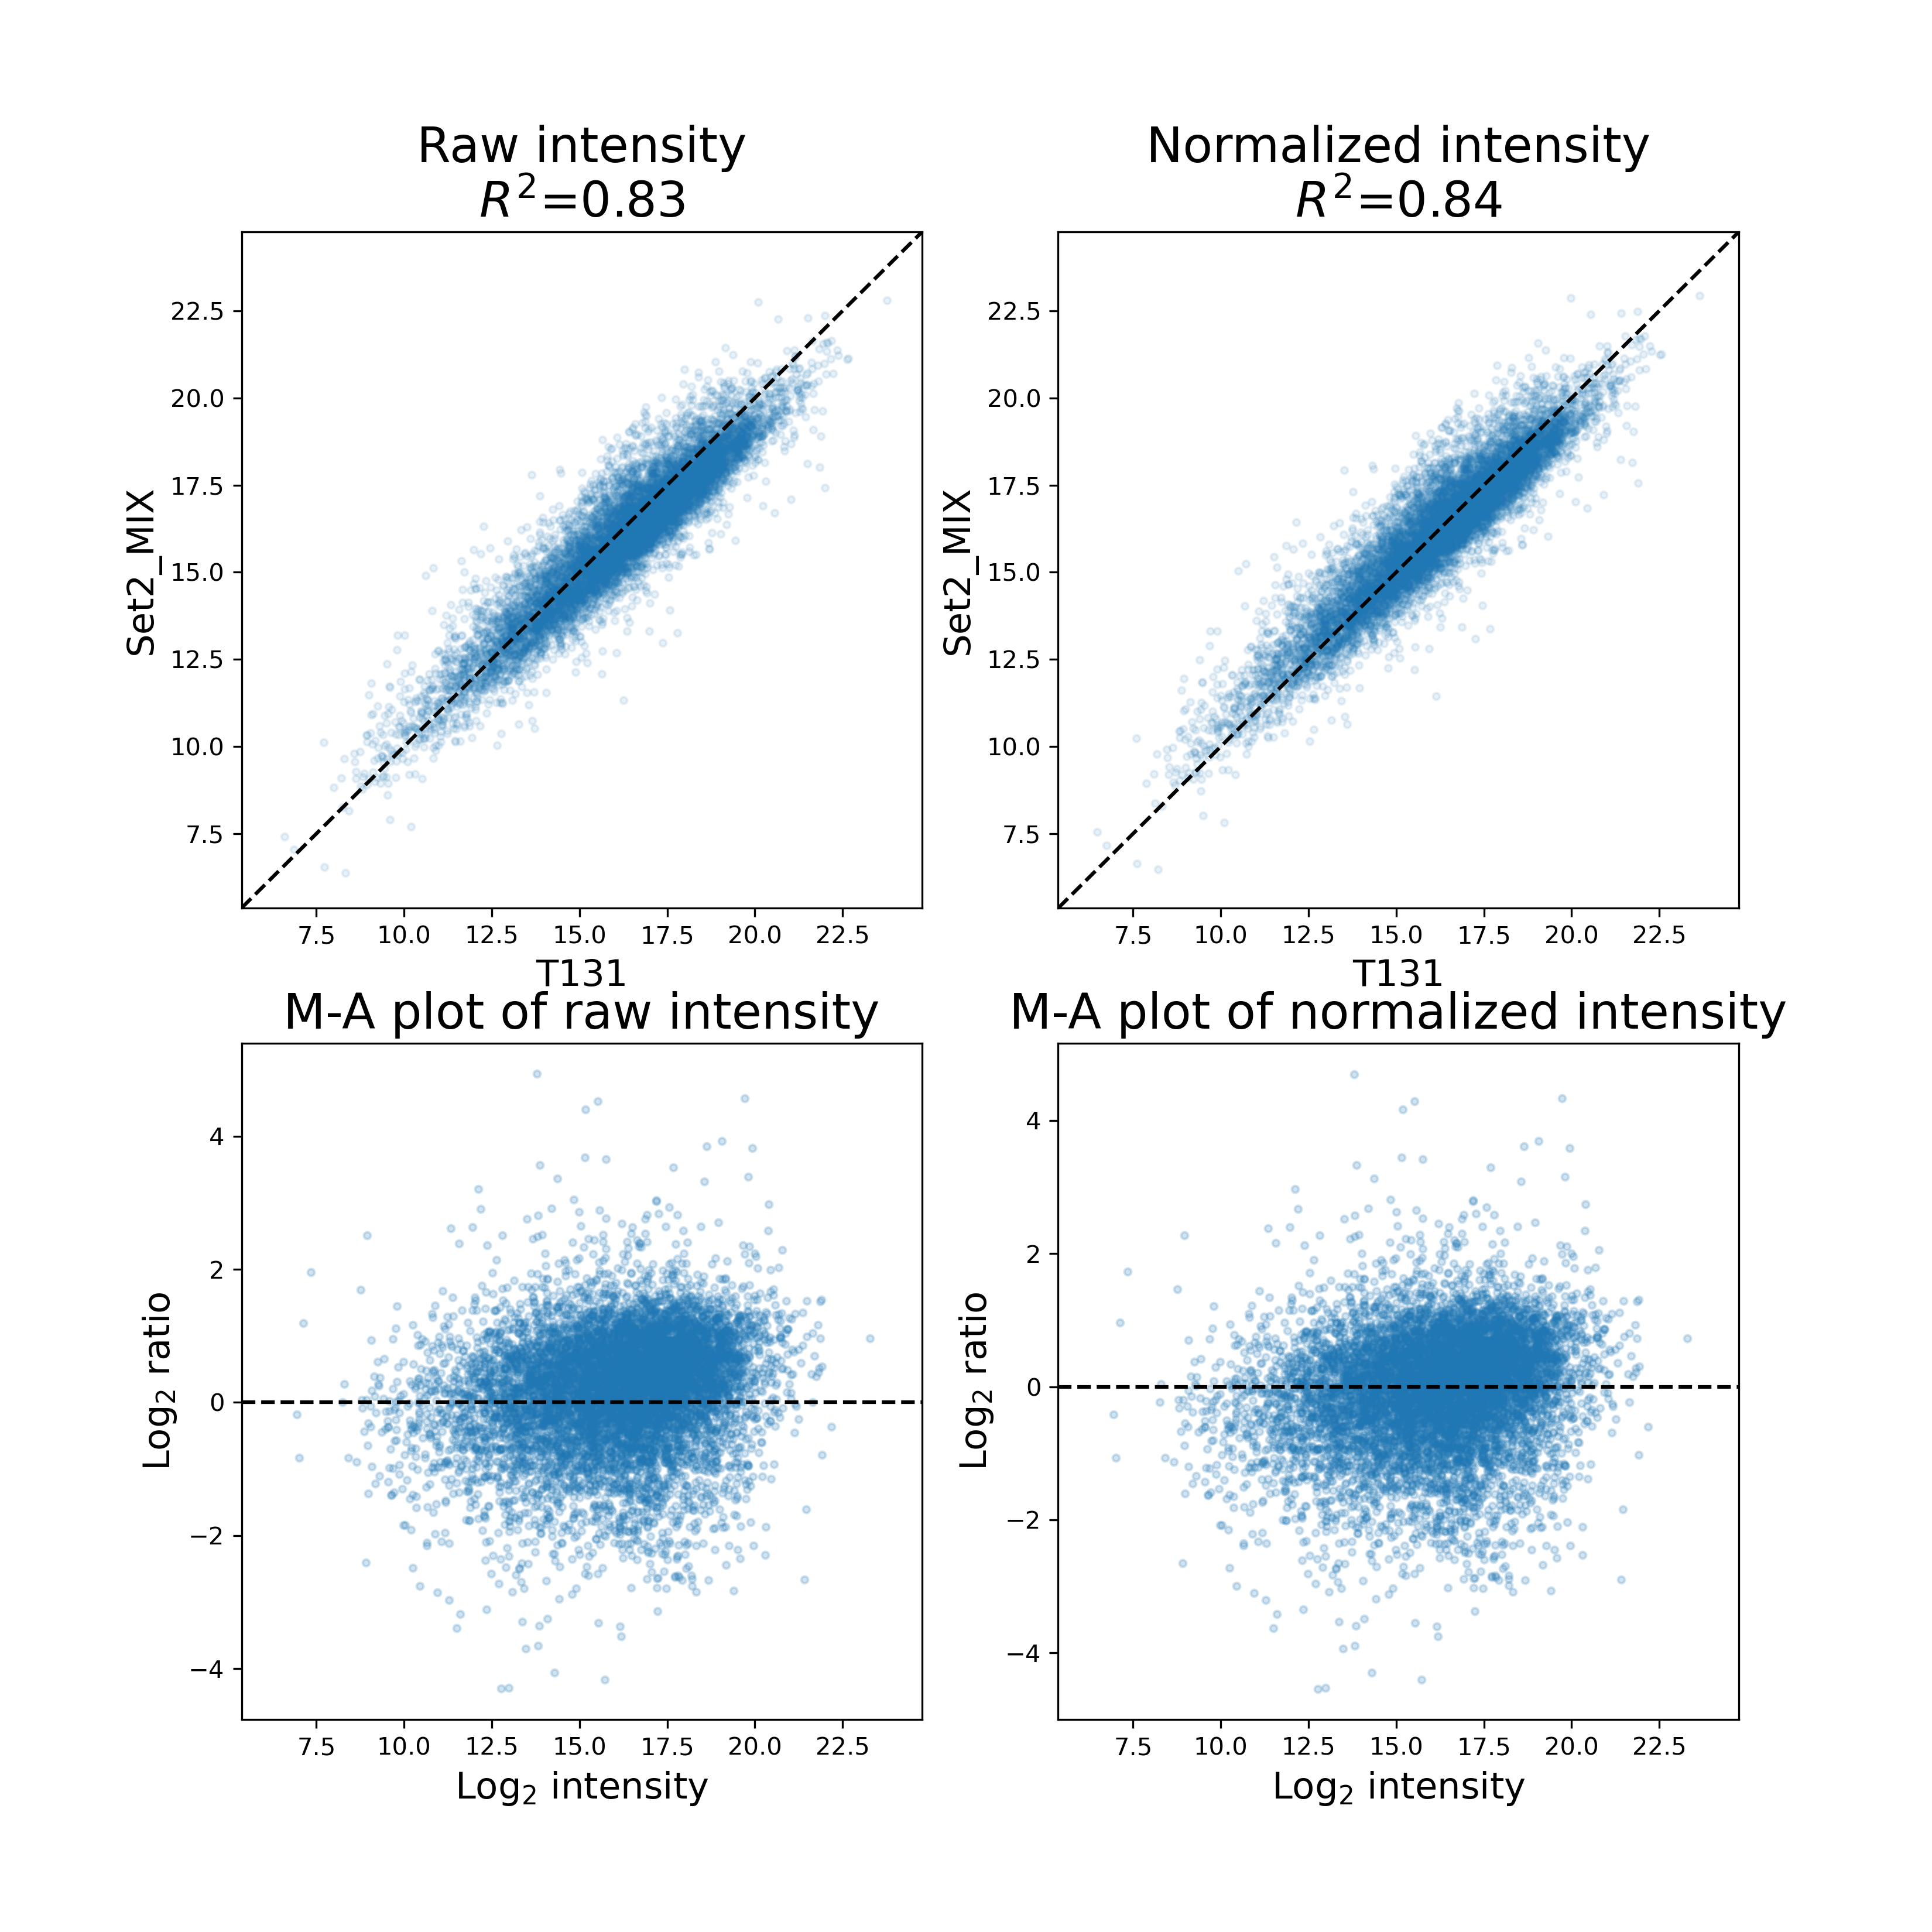 Raw intensity
R²=0.83
Normalized intensity
R²=0.84
Set2_MIX
22.5
20.0
17.5
15.0
12.5
10.0
7.5
7.5 10.0 12.5 15.0 17.5 20.0 22.5
T131
Set2_MIX
22.5
20.0
17.5
15.0
12.5
10.0
7.5
7.5 10.0 12.5 15.0 17.5 20.0 22.5
T131
M-A plot of raw intensity
Log₂ ratio
4
2
0
−2
−4
7.5 10.0 12.5 15.0 17.5 20.0 22.5
Log₂ intensity
M-A plot of normalized intensity
Log₂ ratio
4
2
0
−2
−4
7.5 10.0 12.5 15.0 17.5 20.0 22.5
Log₂ intensity